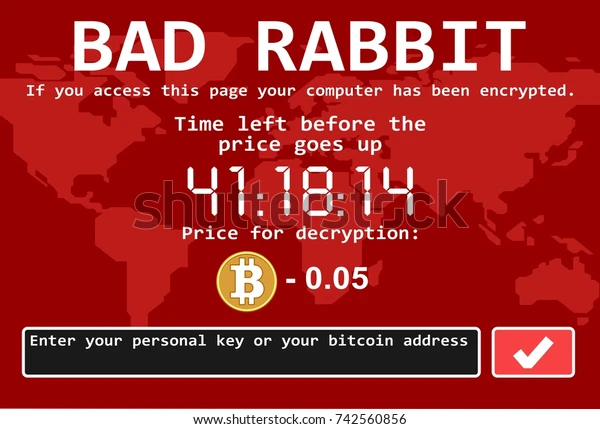 BAD RABBIT
If you access this page your computer has been encrypted.
Time left before the
price goes up
41:18:14
Price for decryption:
- 0.05
Enter your personal key or your bitcoin address
shutterstock
www.shutterstock.com · 742560856